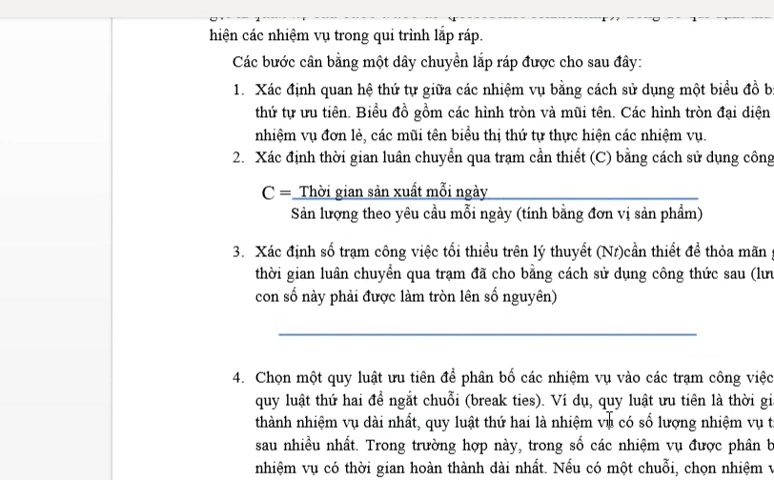 hiện các nhiệm vụ trong qui trình lắp ráp.
Các bước cân bằng một dây chuyền lắp ráp được cho sau đây:
1. Xác định quan hệ thứ tự giữa các nhiệm vụ bằng cách sử dụng một biểu đồ
thứ tự ưu tiên. Biểu đồ gồm các hình tròn và mũi tên. Các hình tròn đại diện
nhiệm vụ đơn lẻ, các mũi tên biểu thị thứ tự thực hiện các nhiệm vụ.
2. Xác định thời gian luân chuyển qua trạm cần thiết (C) bằng cách sử dụng công
C = Thời gian sản xuất mỗi ngày
Sản lượng theo yêu cầu mỗi ngày (tính bằng đơn vị sản phẩm)
3. Xác định số trạm công việc tối thiểu trên lý thuyết (Nt)cần thiết để thỏa mãn
thời gian luân chuyển qua trạm đã cho bằng cách sử dụng công thức sau (lưu
con số này phải được làm tròn lên số nguyên)
4. Chọn một quy luật ưu tiên để phân bố các nhiệm vụ vào các trạm công việc
quy luật thứ hai để ngắt chuỗi (break ties). Ví dụ, quy luật ưu tiên là thời
thành nhiệm vụ dài nhất, quy luật thứ hai là nhiệm vụ có số lượng nhiệm vụ
sau nhiều nhất. Trong trường hợp này, trong số các nhiệm vụ được phân
nhiệm vụ có thời gian hoàn thành dài nhất. Nếu có một chuỗi, chọn nhiệm